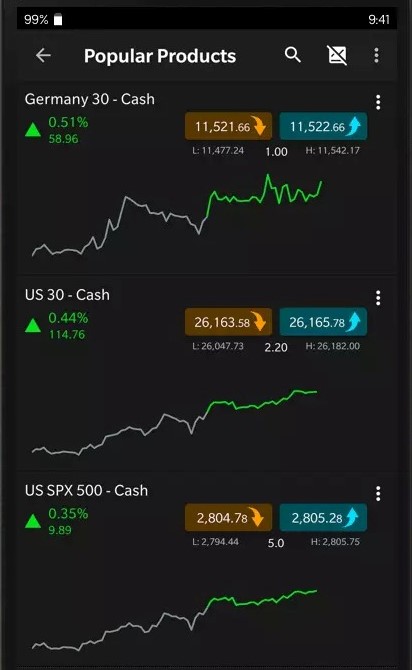 99% 9:41
Popular Products
Germany 30 - Cash
0.51% 11,521.66 11,522.66
58.96 L: 11,477.24 1.00 H: 11,542.17
US 30 - Cash
0.44% 26,163.58 26,165.78
114.76 L: 26,047.73 2.20 H: 26,182.00
US SPX 500 - Cash
0.35% 2,804.78 2,805.28
9.89 L: 2,794.44 5.0 H: 2,805.75